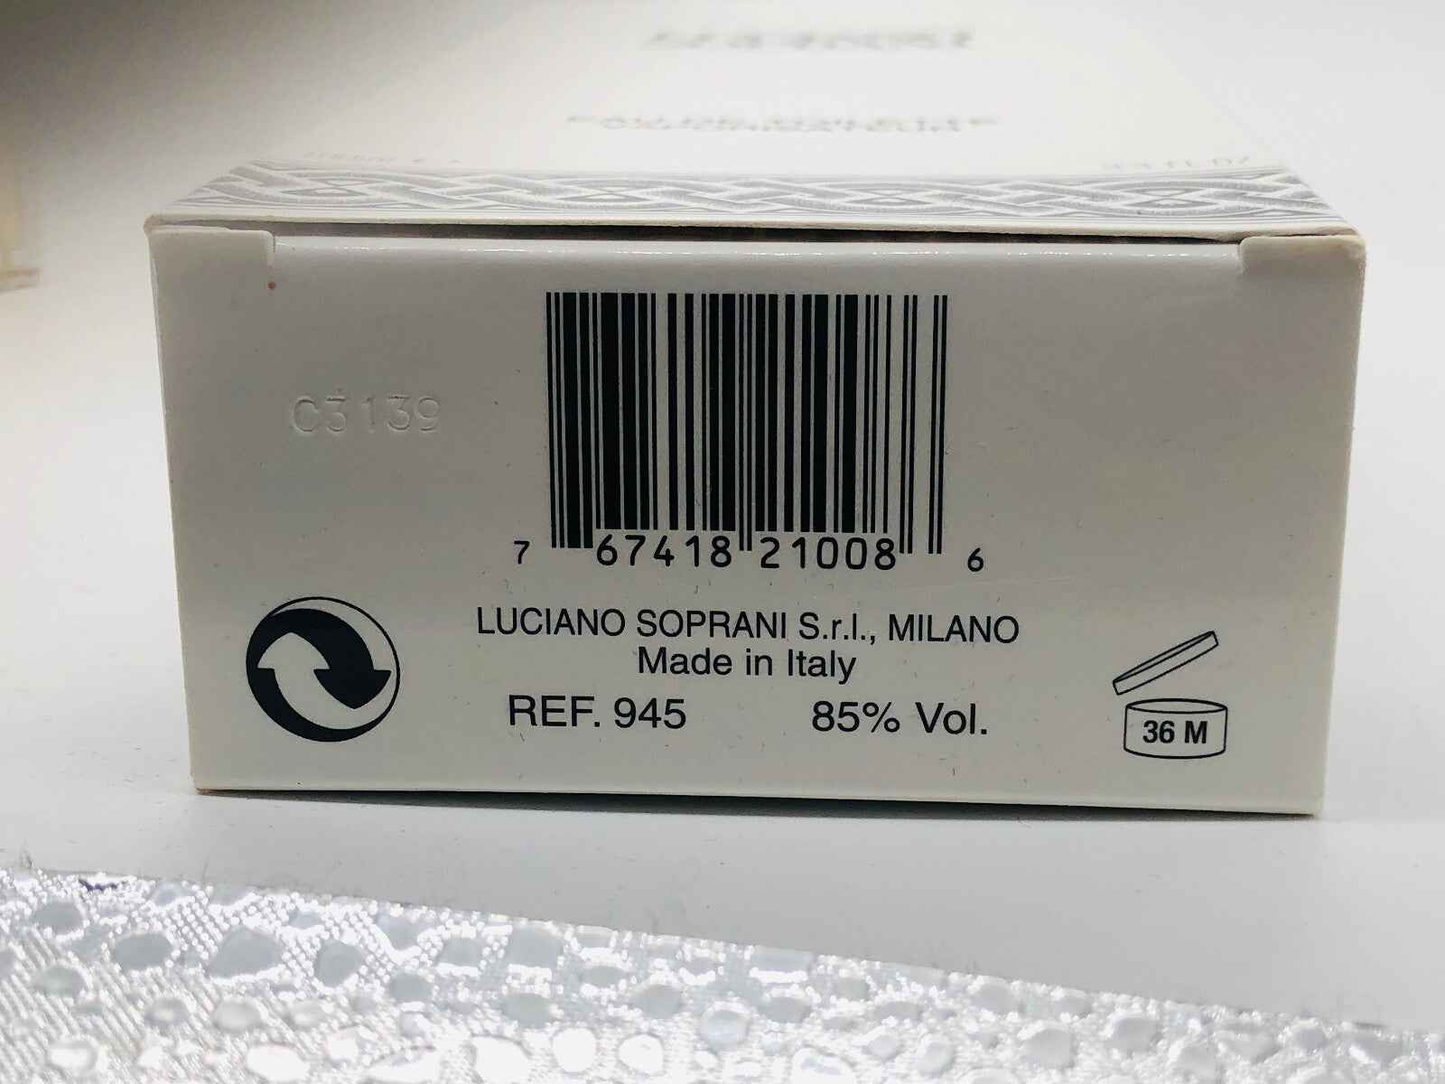 C3139
7 67418 21008 6
LUCIANO SOPRANI S.r.l., MILANO
Made in Italy
REF. 945 85% Vol.
36 M